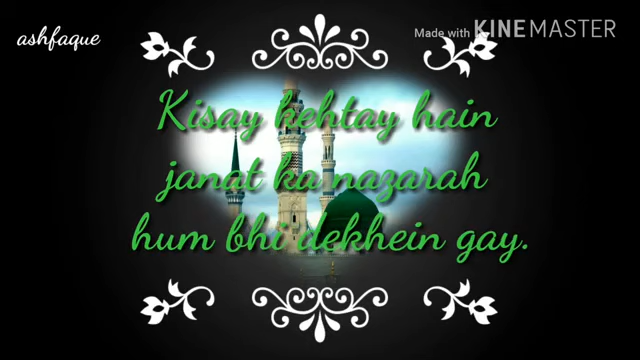 ashfaque
Made with KINEMASTER
Kisay kehtay hain
janat ka nazarah
hum bhi dekhein gay.